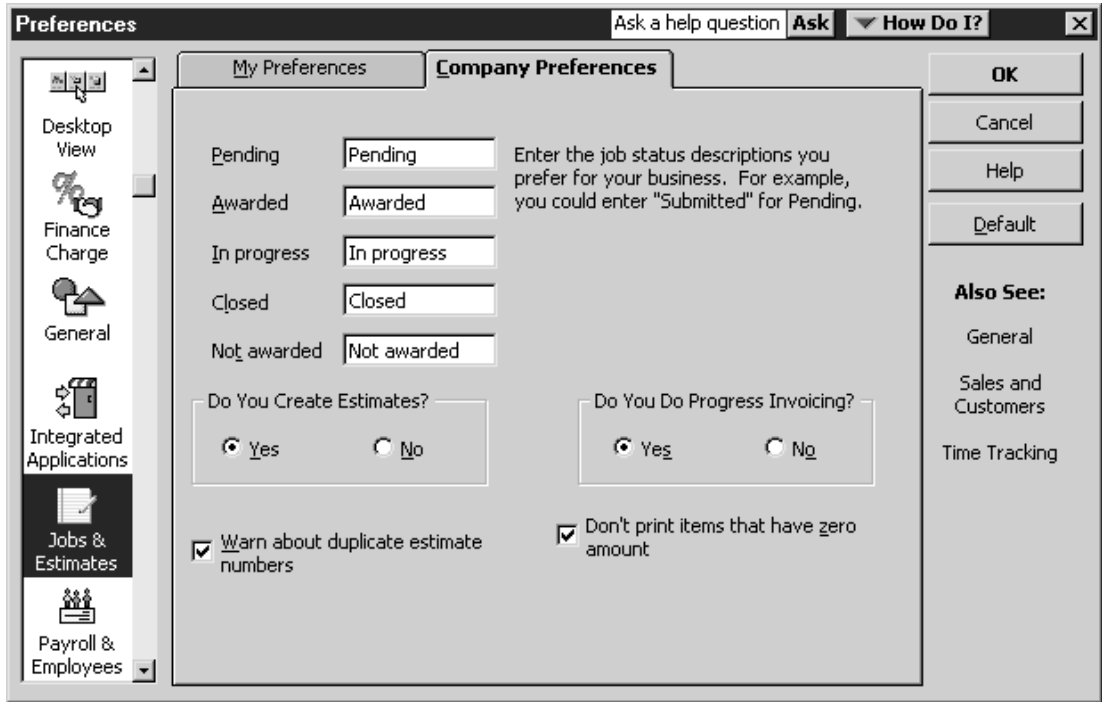 Preferences
Ask a help question Ask How Do I?
Desktop
View
Finance
Charge
General
Integrated
Applications
Jobs &
Estimates
Payroll &
Employees
My Preferences
Company Preferences
Pending Pending
Awarded Awarded
In progress In progress
Closed Closed
Not awarded Not awarded
Enter the job status descriptions you
prefer for your business. For example,
you could enter "Submitted" for Pending.
Do You Create Estimates?
Yes No
Do You Do Progress Invoicing?
Yes No
Warn about duplicate estimate
numbers
Don't print items that have zero
amount
OK
Cancel
Help
Default
Also See:
General
Sales and
Customers
Time Tracking